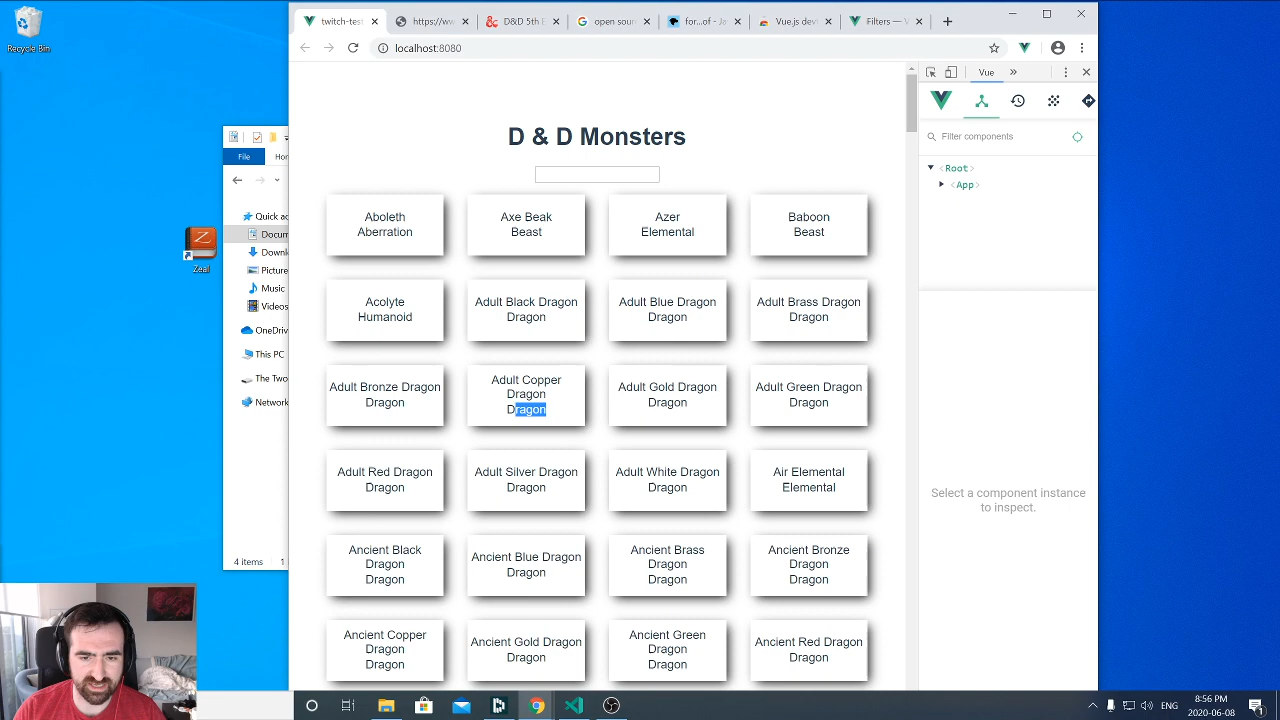 Recycle Bin
Zeal
File
Hor
Quick ac
Docum
Downl
Picture
Music
Videos
OneDriv
This PC
The Two
Network
4 items
1
twitch-test
https://ww
D&D 5th E
open sourc
for...of - Ja
Vue.js dev
Filters — V
localhost:8080
D & D Monsters
Aboleth
Aberration
Axe Beak
Beast
Azer
Elemental
Baboon
Beast
Acolyte
Humanoid
Adult Black Dragon
Dragon
Adult Blue Dragon
Dragon
Adult Brass Dragon
Dragon
Adult Bronze Dragon
Dragon
Adult Copper
Dragon
Dragon
Adult Gold Dragon
Dragon
Adult Green Dragon
Dragon
Adult Red Dragon
Dragon
Adult Silver Dragon
Dragon
Adult White Dragon
Dragon
Air Elemental
Elemental
Ancient Black
Dragon
Dragon
Ancient Blue Dragon
Dragon
Ancient Brass
Dragon
Dragon
Ancient Bronze
Dragon
Dragon
Ancient Copper
Dragon
Dragon
Ancient Gold Dragon
Dragon
Ancient Green
Dragon
Dragon
Ancient Red Dragon
Dragon
Vue
Filter components
<Root>
<App>
Select a component instance
to inspect.
ENG
8:56 PM
2020-06-08